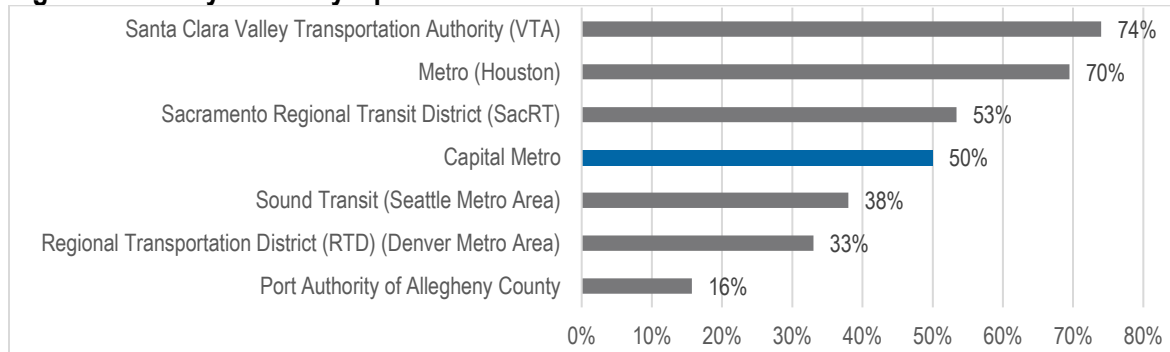 Santa Clara Valley Transportation Authority (VTA) 74%
Metro (Houston) 70%
Sacramento Regional Transit District (SacRT) 53%
Capital Metro 50%
Sound Transit (Seattle Metro Area) 38%
Regional Transportation District (RTD) (Denver Metro Area) 33%
Port Authority of Allegheny County 16%
0% 10% 20% 30% 40% 50% 60% 70% 80%